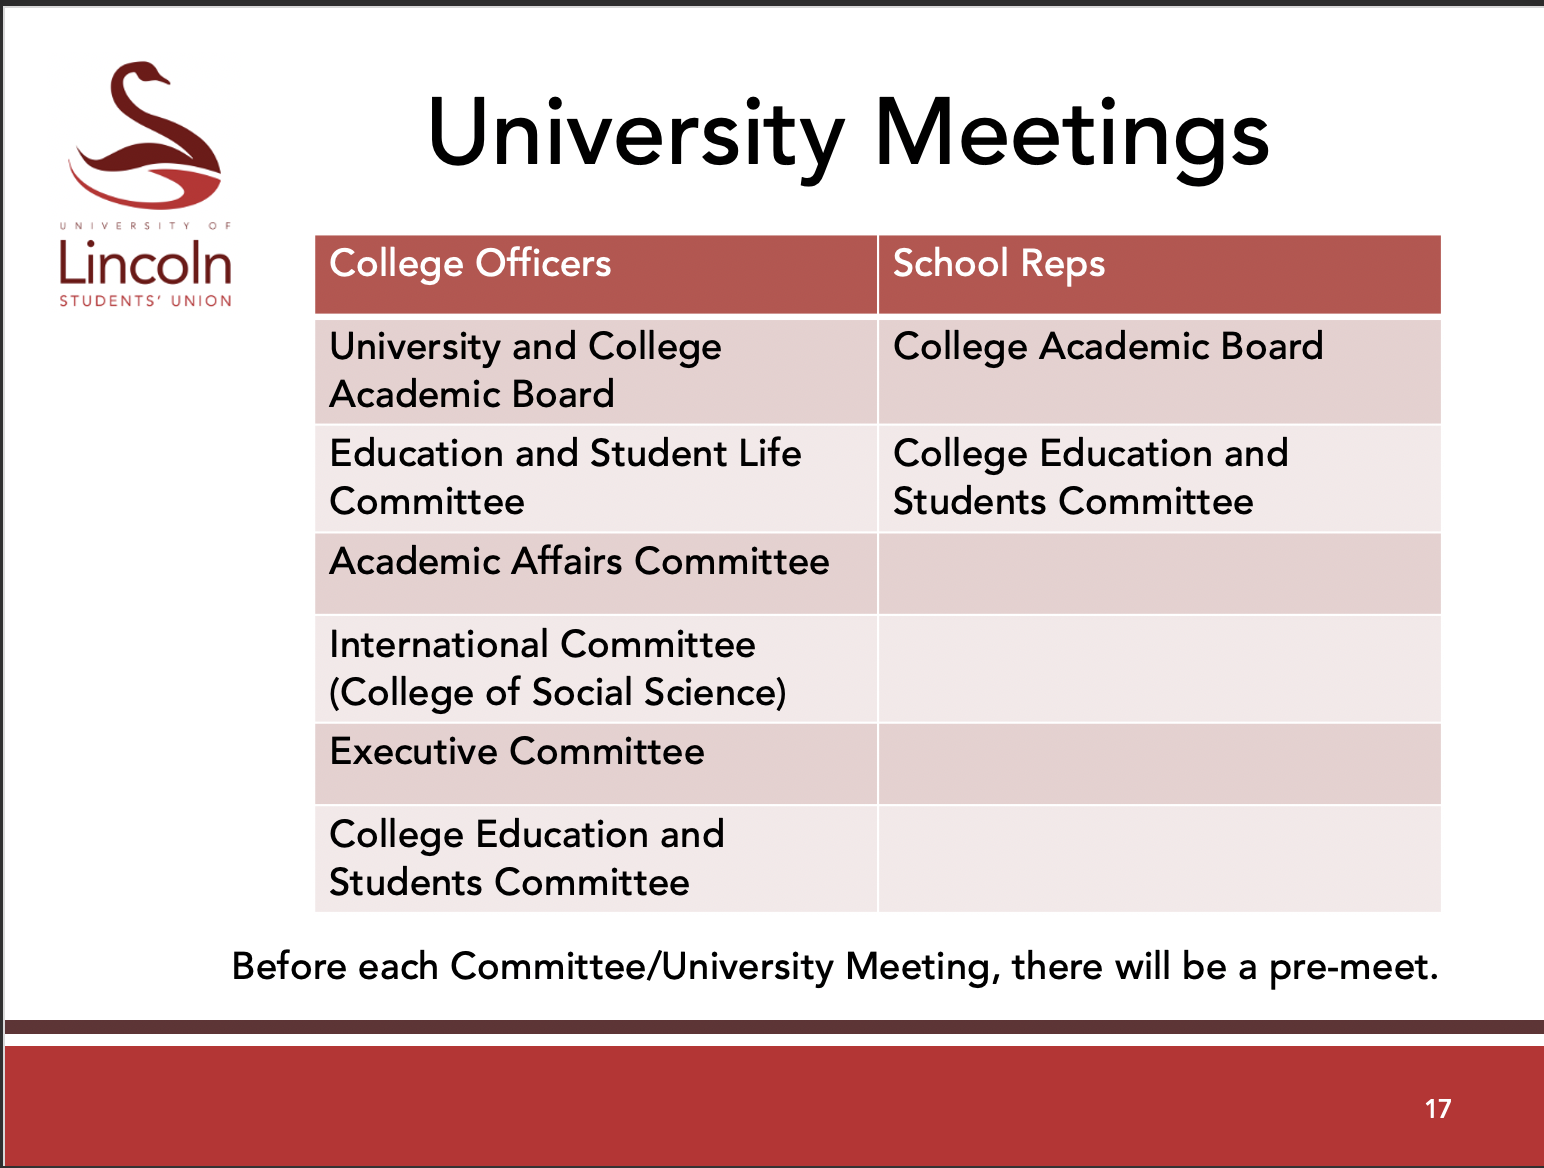 UNIVERSITY OF
Lincoln
STUDENTS' UNION
University Meetings
College Officers
School Reps
University and College
Academic Board
College Academic Board
Education and Student Life
Committee
College Education and
Students Committee
Academic Affairs Committee
International Committee
(College of Social Science)
Executive Committee
College Education and
Students Committee
Before each Committee/University Meeting, there will be a pre-meet.
17